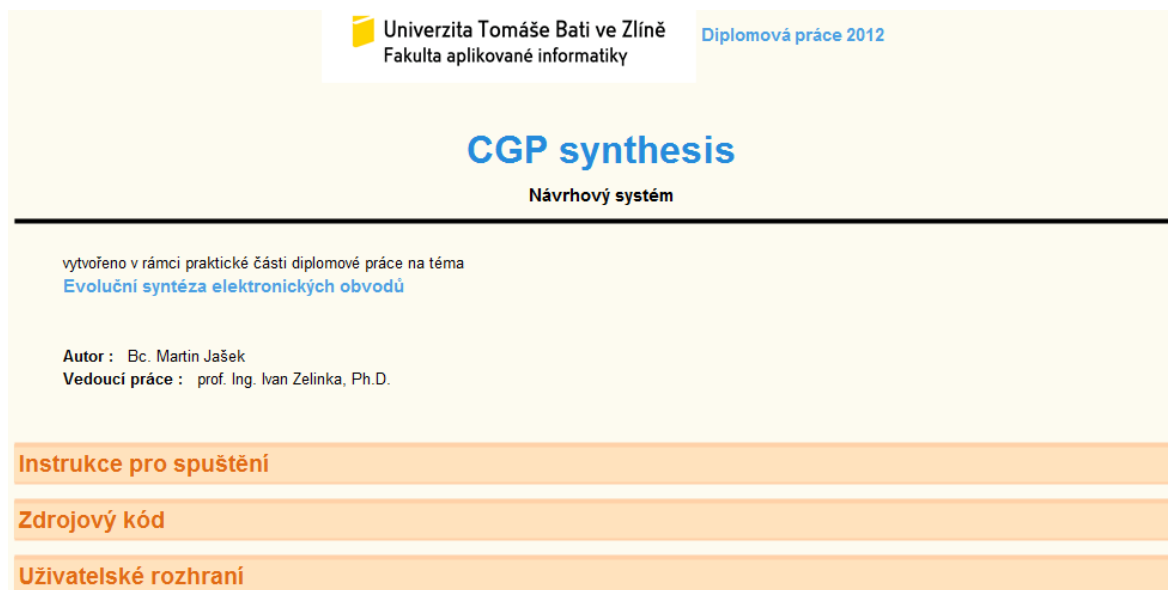 Univerzita Tomáše Bati ve Zlíně
Fakulta aplikované informatiky
Diplomová práce 2012
CGP synthesis
Návrhový systém
vytvořeno v rámci praktické části diplomové práce na téma
Evoluční syntéza elektronických obvodů
Autor : Bc. Martin Jašek
Vedoucí práce : prof. Ing. Ivan Zelinka, Ph.D.
Instrukce pro spuštění
Zdrojový kód
Uživatelské rozhraní